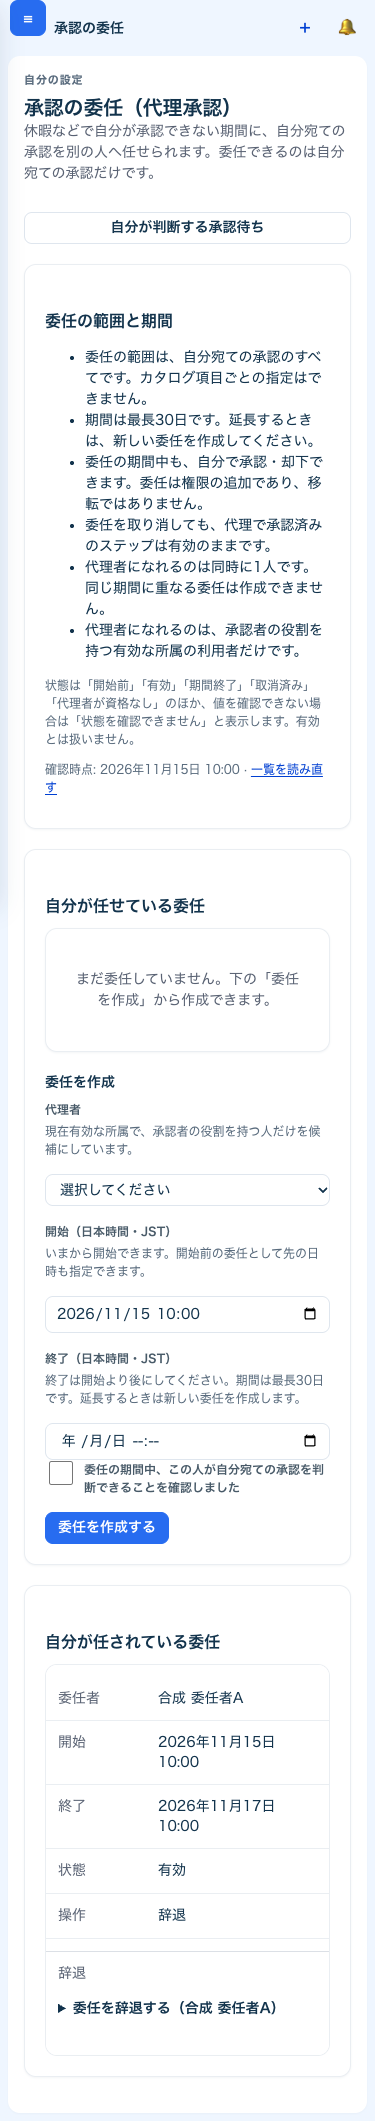 ≡ 承認の委任 + 🔔
自分の設定
承認の委任（代理承認）
休暇などで自分が承認できない期間に、自分宛て
の承認を別の人へ任せられます。委任できるのは自分
宛ての承認だけです。
自分が判断する承認待ち
委任の範囲と期間
• 委任の範囲は、自分宛ての承認のすべ
てです。カタログ項目ごとの指定はで
きません。
• 期間は最長30日です。延長するとき
は、新しい委任を作成してください。
• 委任の期間中も、自分で承認・却下で
きます。委任は権限の追加であり、移
転ではありません。
• 委任を取り消しても、代理で承認済み
のステップは有効のままです。
• 代理者になれるのは同時に1人です。
同じ期間に重なる委任は作成できませ
ん。
• 代理者になれるのは、承認者の役割を
持つ有効な所属の利用者だけです。
状態は「開始前」「有効」「期間終了」「取消済み」
「代理者が資格なし」のほか、値を確認できない場
合は「状態を確認できません」と表示します。有効
とは扱いません。
確認時点: 2026年11月15日 10:00 · 一覧を読み直
す
自分が任せている委任
まだ委任していません。下の「委任
を作成」から作成できます。
委任を作成
代理者
現在有効な所属で、承認者の役割を持つ人だけを候
補にしています。
選択してください
開始（日本時間・JST）
いまから開始できます。開始前の委任として先の日
時も指定できます。
2026/11/15 10:00
終了（日本時間・JST）
終了は開始より後にしてください。期間は最長30日
です。延長するときは新しい委任を作成します。
年 /月/日 --:--
委任の期間中、この人が自分宛ての承認を判
断できることを確認しました
委任を作成する
自分が任されている委任
委任者 合成 委任者A
開始 2026年11月15日
10:00
終了 2026年11月17日
10:00
状態 有効
操作 辞退
辞退
▶ 委任を辞退する（合成 委任者A）